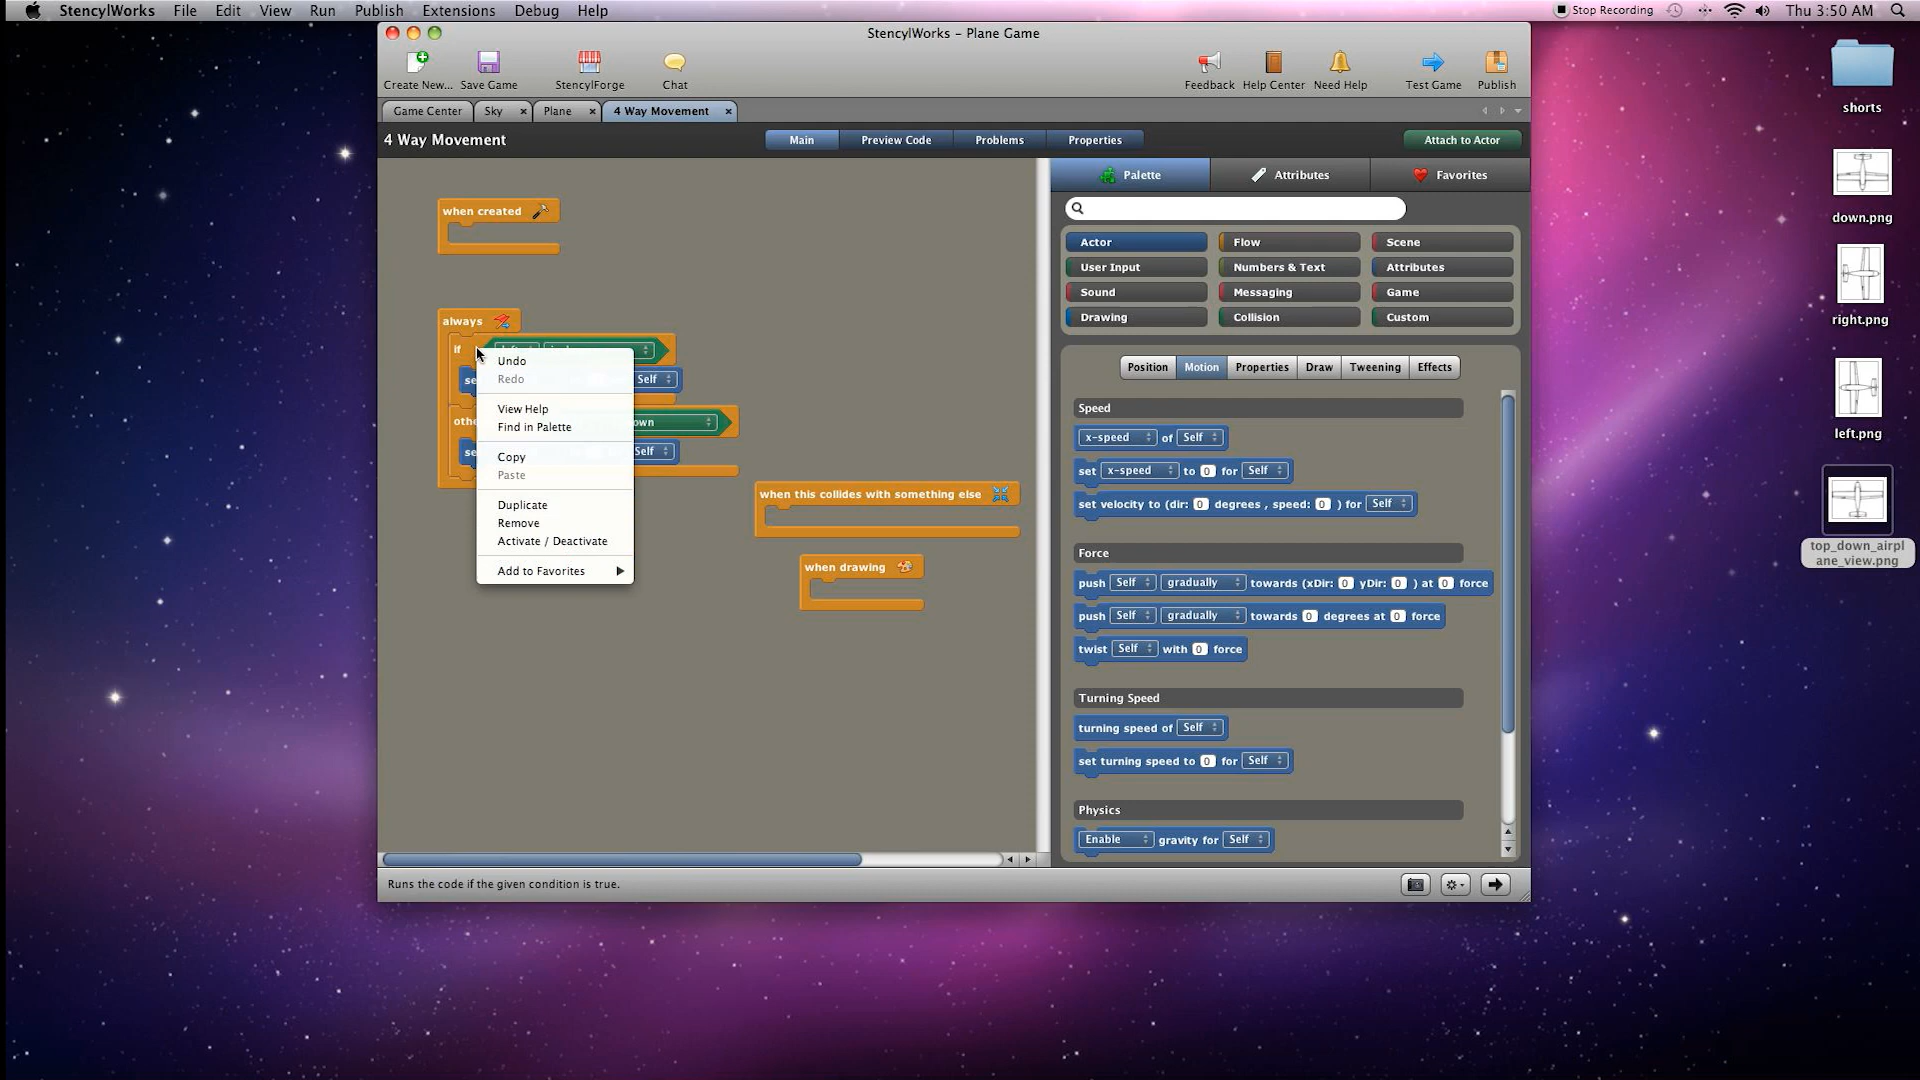 StencylWorks File Edit View Run Publish Extensions Debug Help Stop Recording Thu 3:50 AM
StencylWorks - Plane Game
Create New... Save Game StencylForge Chat Feedback Help Center Need Help Test Game Publish
Game Center Sky Plane 4 Way Movement
4 Way Movement Main Preview Code Problems Properties Attach to Actor
Palette Attributes Favorites
when created
Actor Flow Scene
User Input Numbers & Text Attributes
Sound Messaging Game
Drawing Collision Custom
always
if
Self
Self
Undo
Redo
View Help
Find in Palette
Copy
Paste
Duplicate
Remove
Activate / Deactivate
Add to Favorites
when this collides with something else
when drawing
Position Motion Properties Draw Tweening Effects
Speed
x-speed of Self
set x-speed to 0 for Self
set velocity to (dir: 0 degrees , speed: 0 ) for Self
Force
push Self gradually towards (xDir: 0 yDir: 0 ) at 0 force
push Self gradually towards 0 degrees at 0 force
twist Self with 0 force
Turning Speed
turning speed of Self
set turning speed to 0 for Self
Physics
Enable gravity for Self
Runs the code if the given condition is true.
shorts
down.png
right.png
left.png
top_down_airpl
ane_view.png